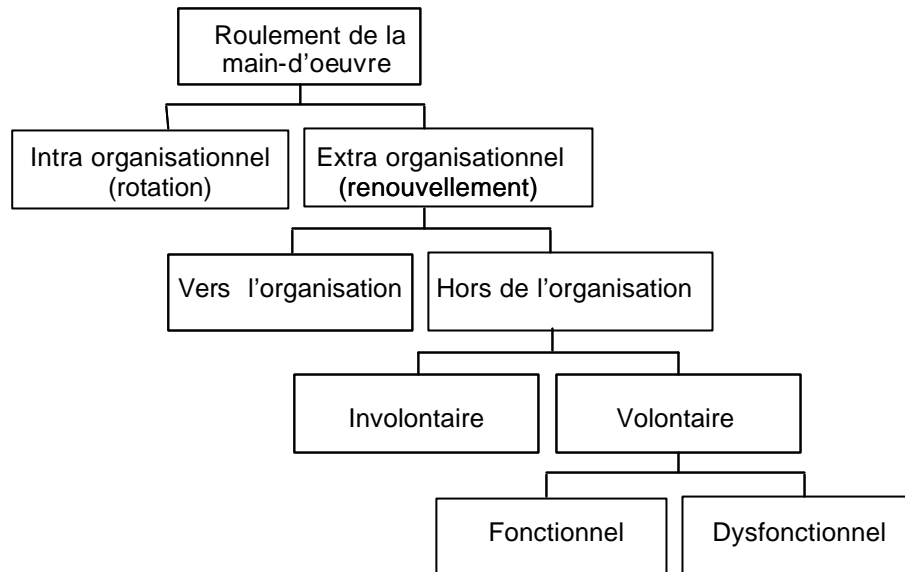 Roulement de la
main-d'oeuvre
Intra organisationnel
(rotation)
Extra organisationnel
(renouvellement)
Vers l'organisation
Hors de l'organisation
Involontaire
Volontaire
Fonctionnel
Dysfonctionnel